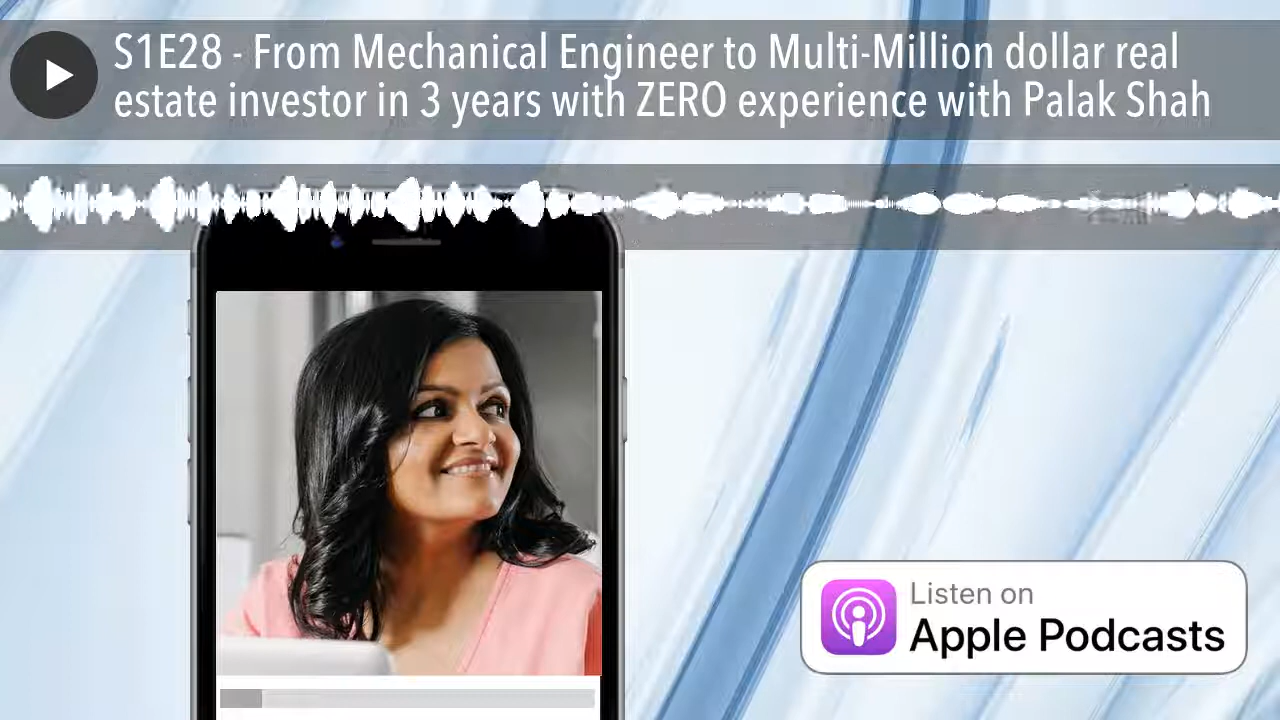 S1E28 - From Mechanical Engineer to Multi-Million dollar real
estate investor in 3 years with ZERO experience with Palak Shah
Listen on
Apple Podcasts